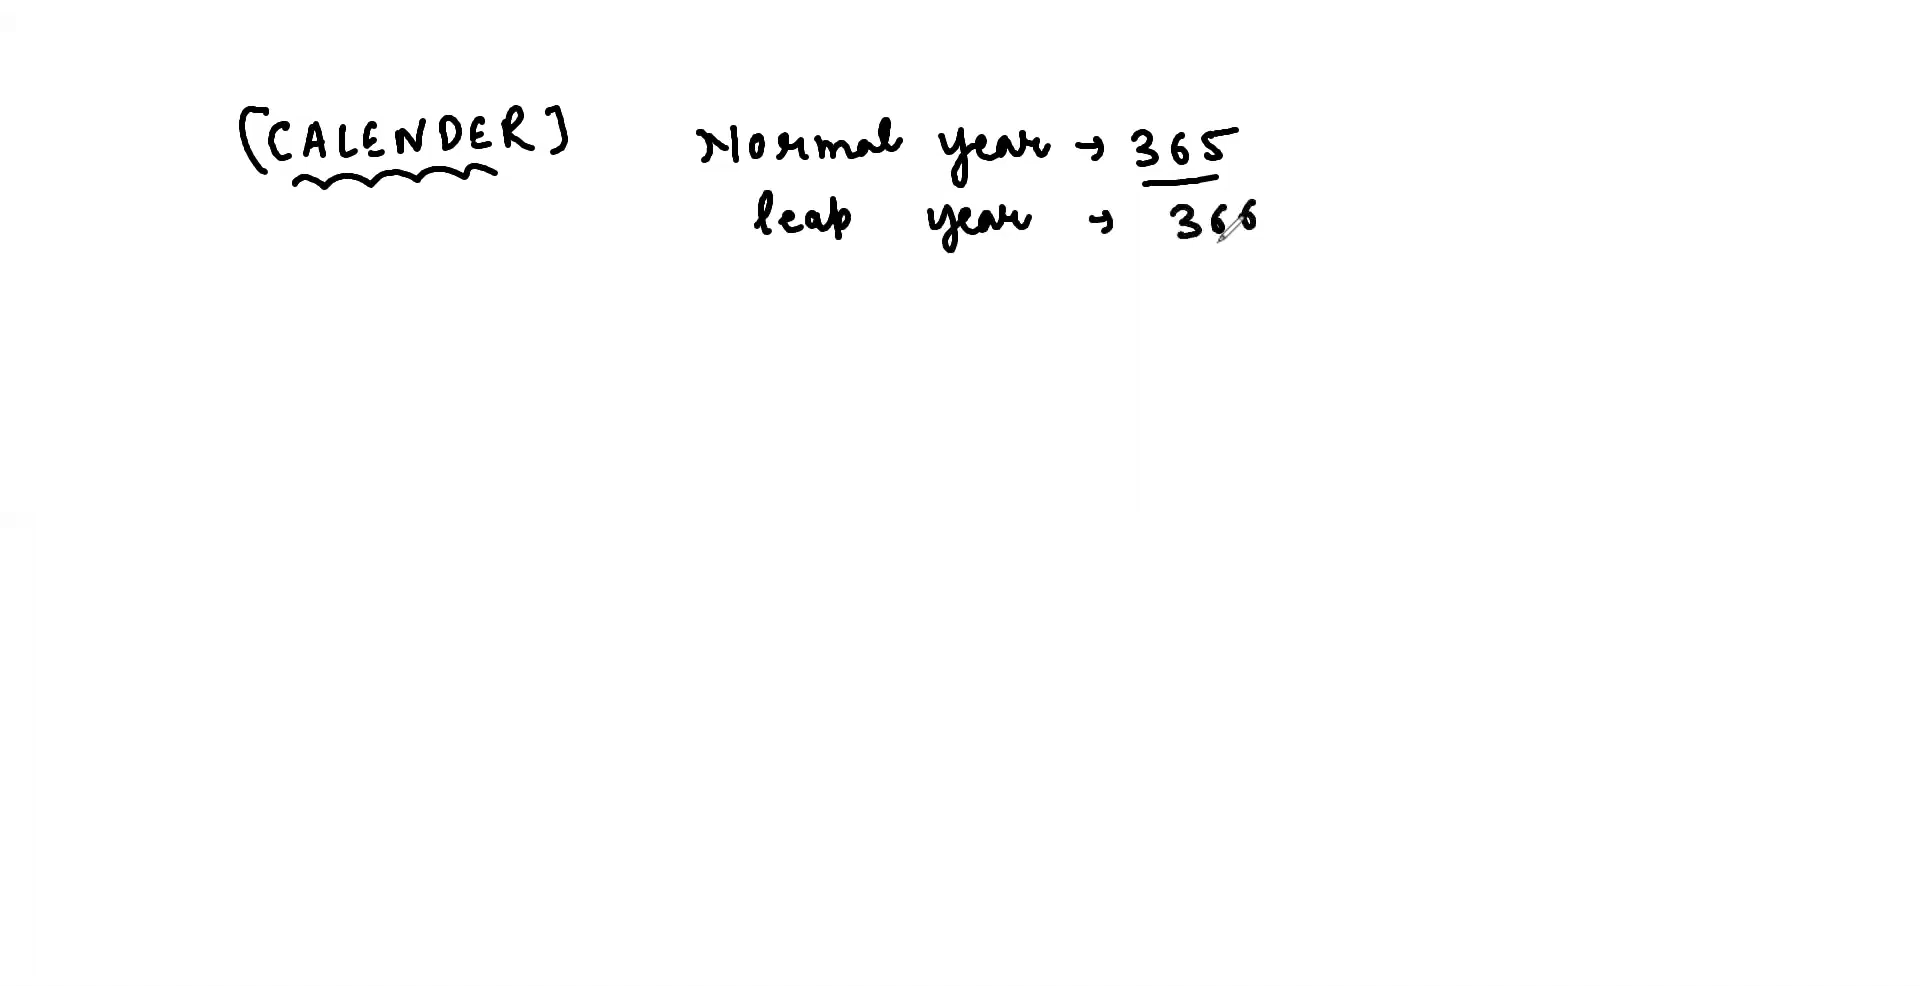 [CALENDER]
Normal year → 365
leap year → 366